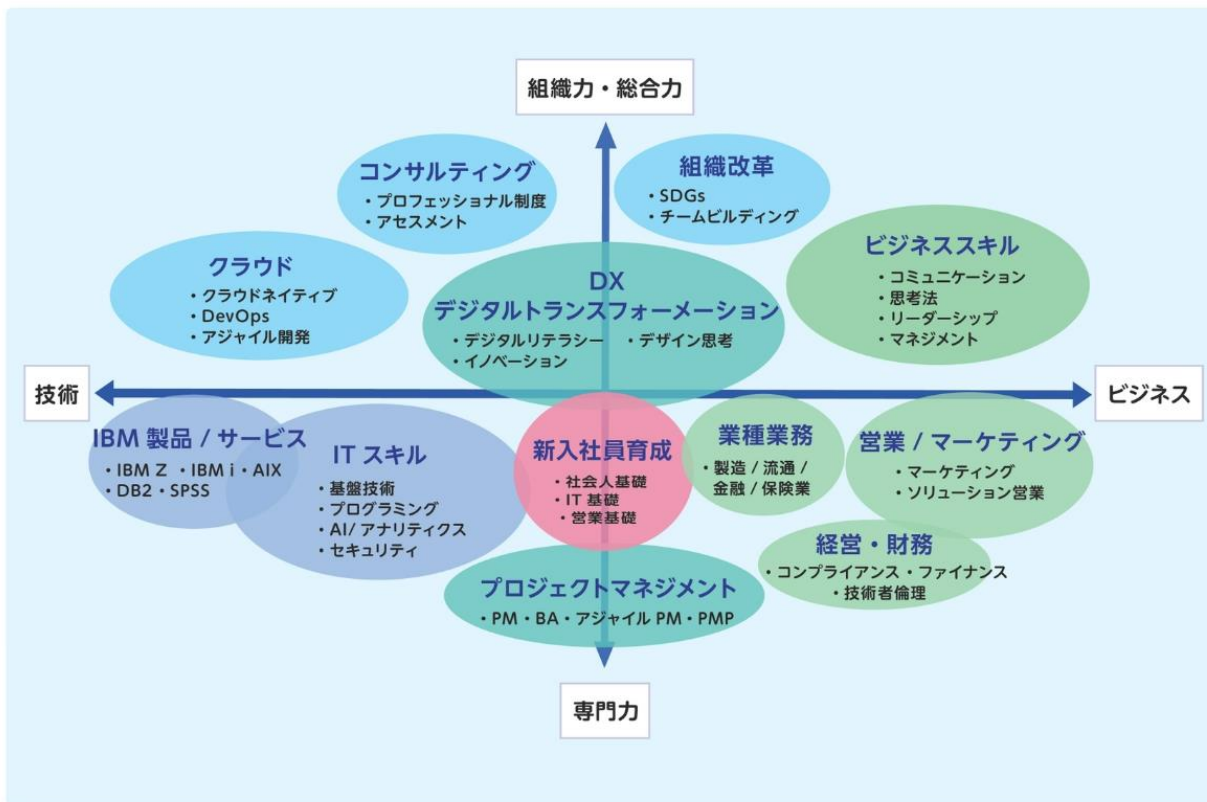 組織力・総合力
コンサルティング
・プロフェッショナル制度
・アセスメント
組織改革
・SDGs
・チームビルディング
クラウド
・クラウドネイティブ
・DevOps
・アジャイル開発
DX
デジタルトランスフォーメーション
・デジタルリテラシー ・デザイン思考
・イノベーション
ビジネススキル
・コミュニケーション
・思考法
・リーダーシップ
・マネジメント
技術
ビジネス
IBM 製品 / サービス
・IBM Z ・IBM i・AIX
・DB2・SPSS
IT スキル
・基盤技術
・プログラミング
・AI/ アナリティクス
・セキュリティ
新入社員育成
・社会人基礎
・IT 基礎
・営業基礎
業種業務
・製造 / 流通 /
金融 / 保険業
営業 / マーケティング
・マーケティング
・ソリューション営業
経営・財務
・コンプライアンス・ファイナンス
・技術者倫理
プロジェクトマネジメント
・PM・BA・アジャイル PM・PMP
専門力